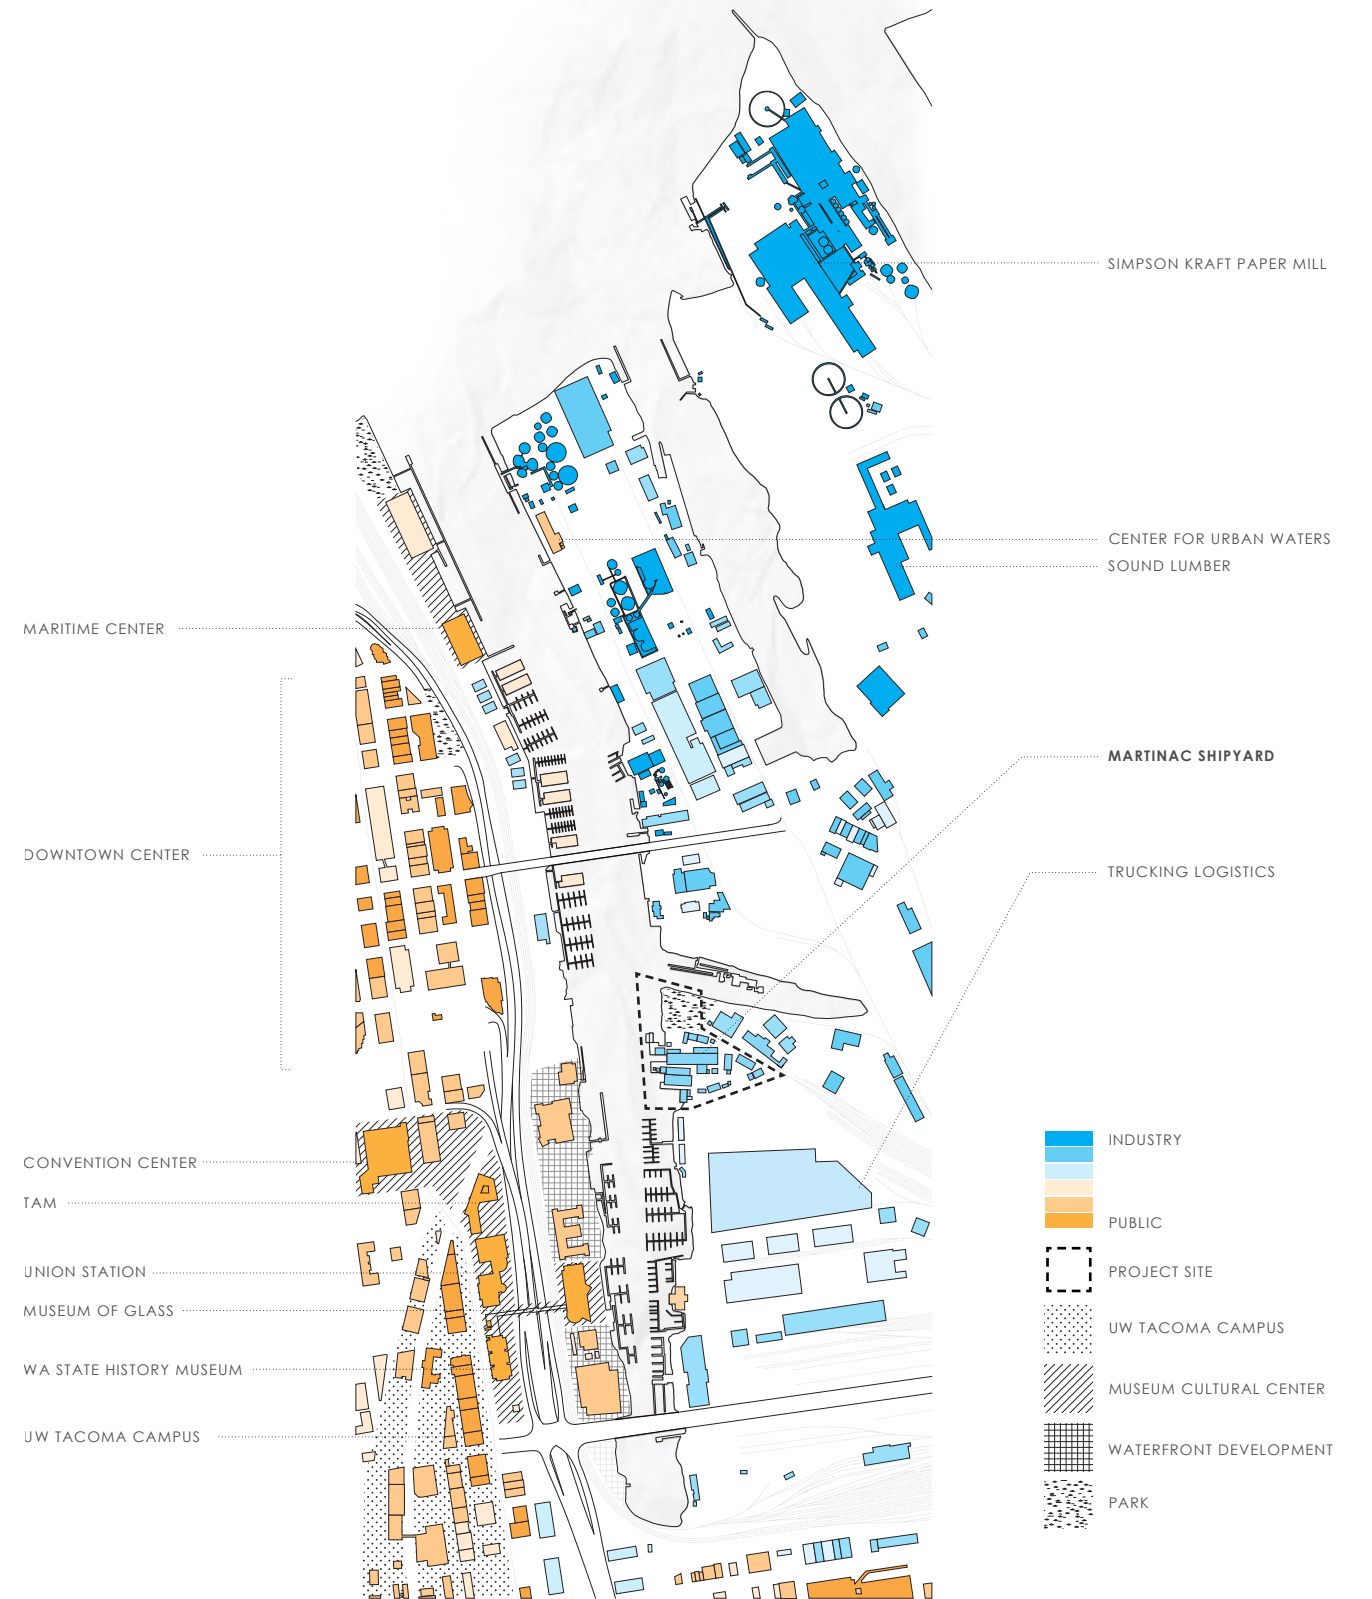 SIMPSON KRAFT PAPER MILL
CENTER FOR URBAN WATERS
SOUND LUMBER
MARITIME CENTER
MARTINAC SHIPYARD
DOWNTOWN CENTER
TRUCKING LOGISTICS
INDUSTRY
CONVENTION CENTER
TAM
PUBLIC
UNION STATION
PROJECT SITE
MUSEUM OF GLASS
UW TACOMA CAMPUS
WA STATE HISTORY MUSEUM
MUSEUM CULTURAL CENTER
UW TACOMA CAMPUS
WATERFRONT DEVELOPMENT
PARK